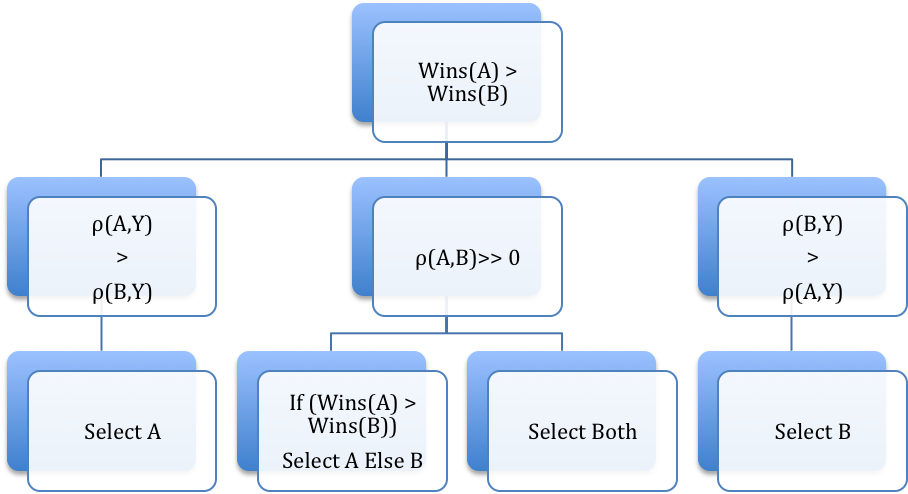 Wins(A) >
Wins(B)
ρ(A,Y)
>
ρ(B,Y)
ρ(A,B)>> 0
ρ(B,Y)
>
ρ(A,Y)
Select A
If (Wins(A) >
Wins(B))
Select A Else B
Select Both
Select B